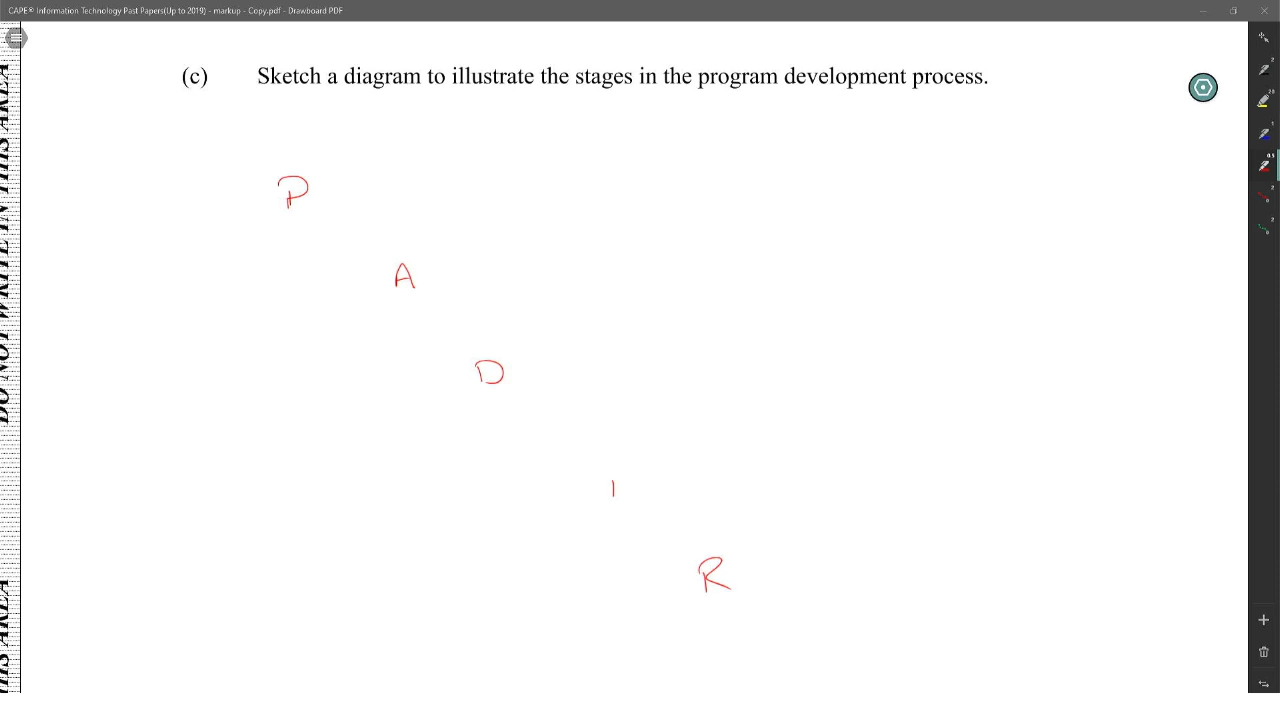 CAPE® Information Technology Past Papers(Up to 2019) - markup - Copy.pdf - Drawboard PDF
(c) Sketch a diagram to illustrate the stages in the program development process.
P
A
D
I
R